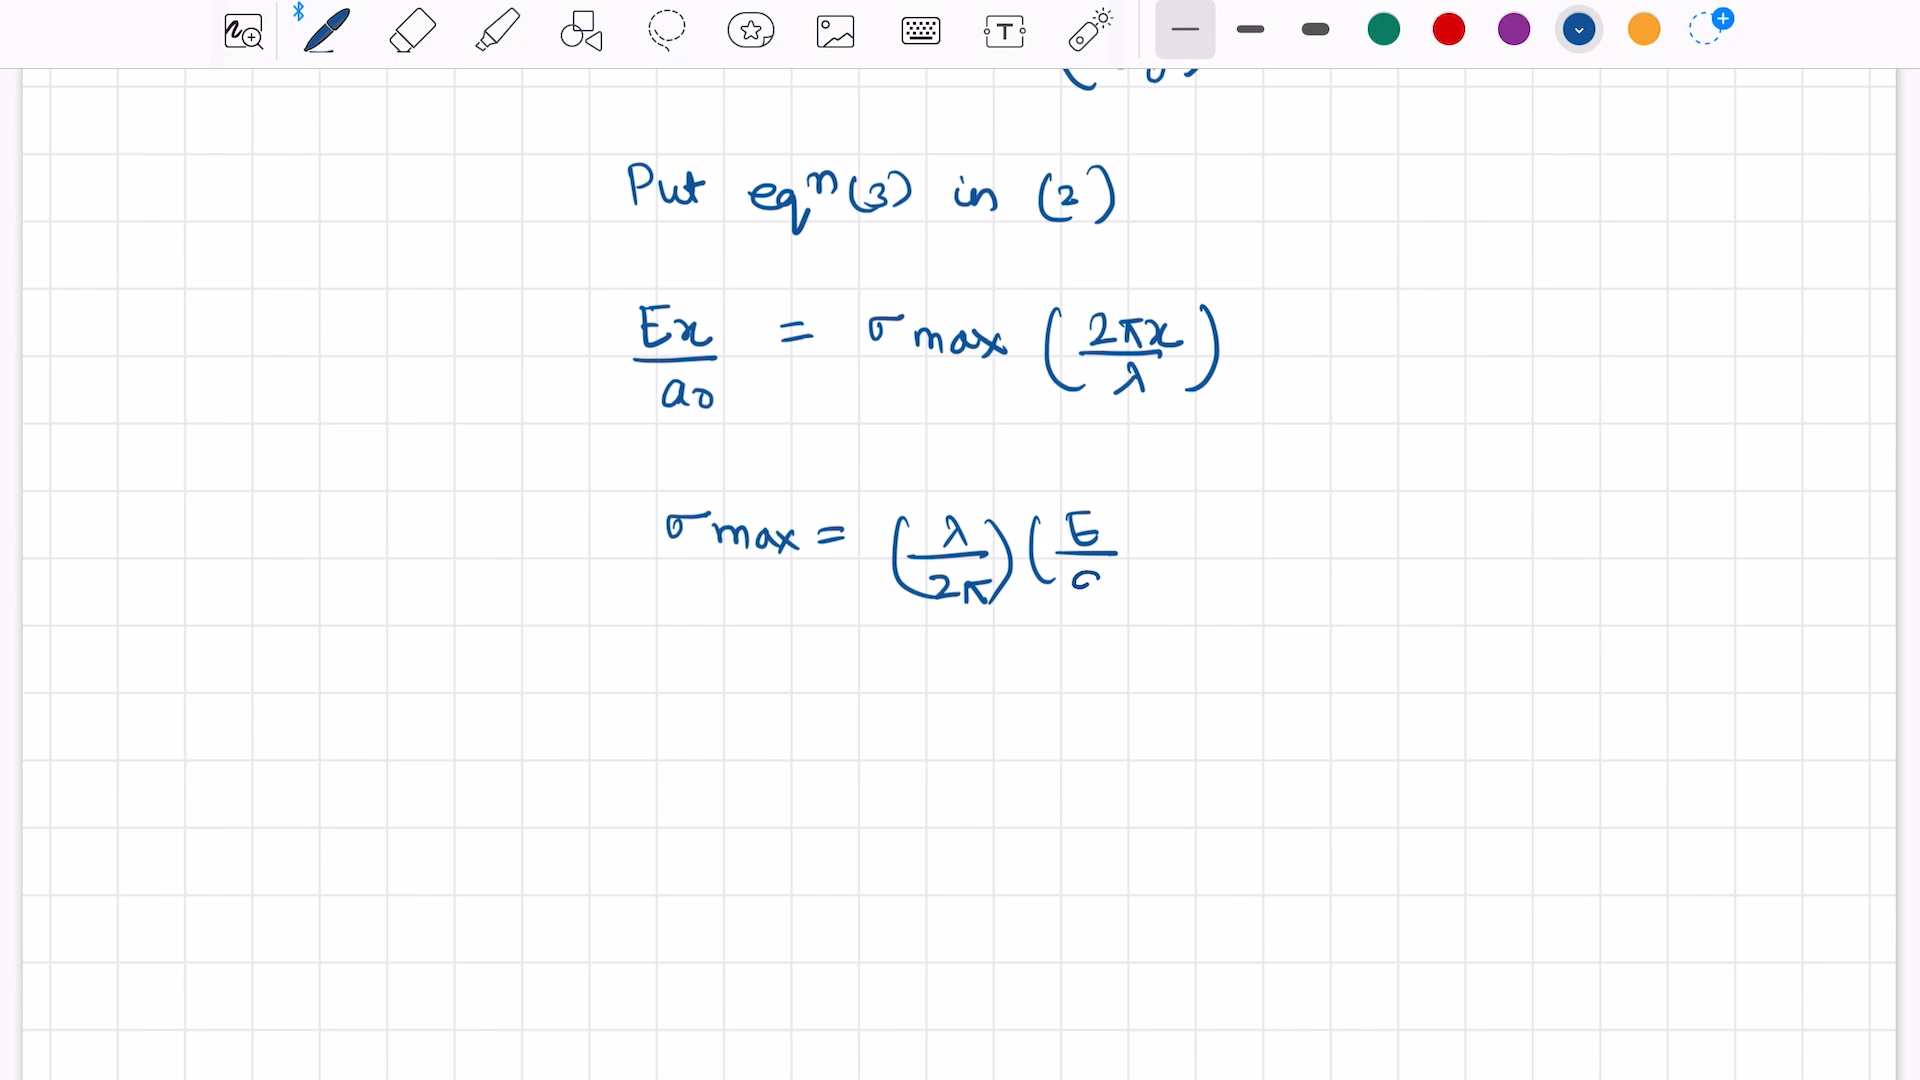 Put eqⁿ(3) in (2)
Ex/a0 = σmax (2πx/λ)
σmax = (λ/2π)(E/